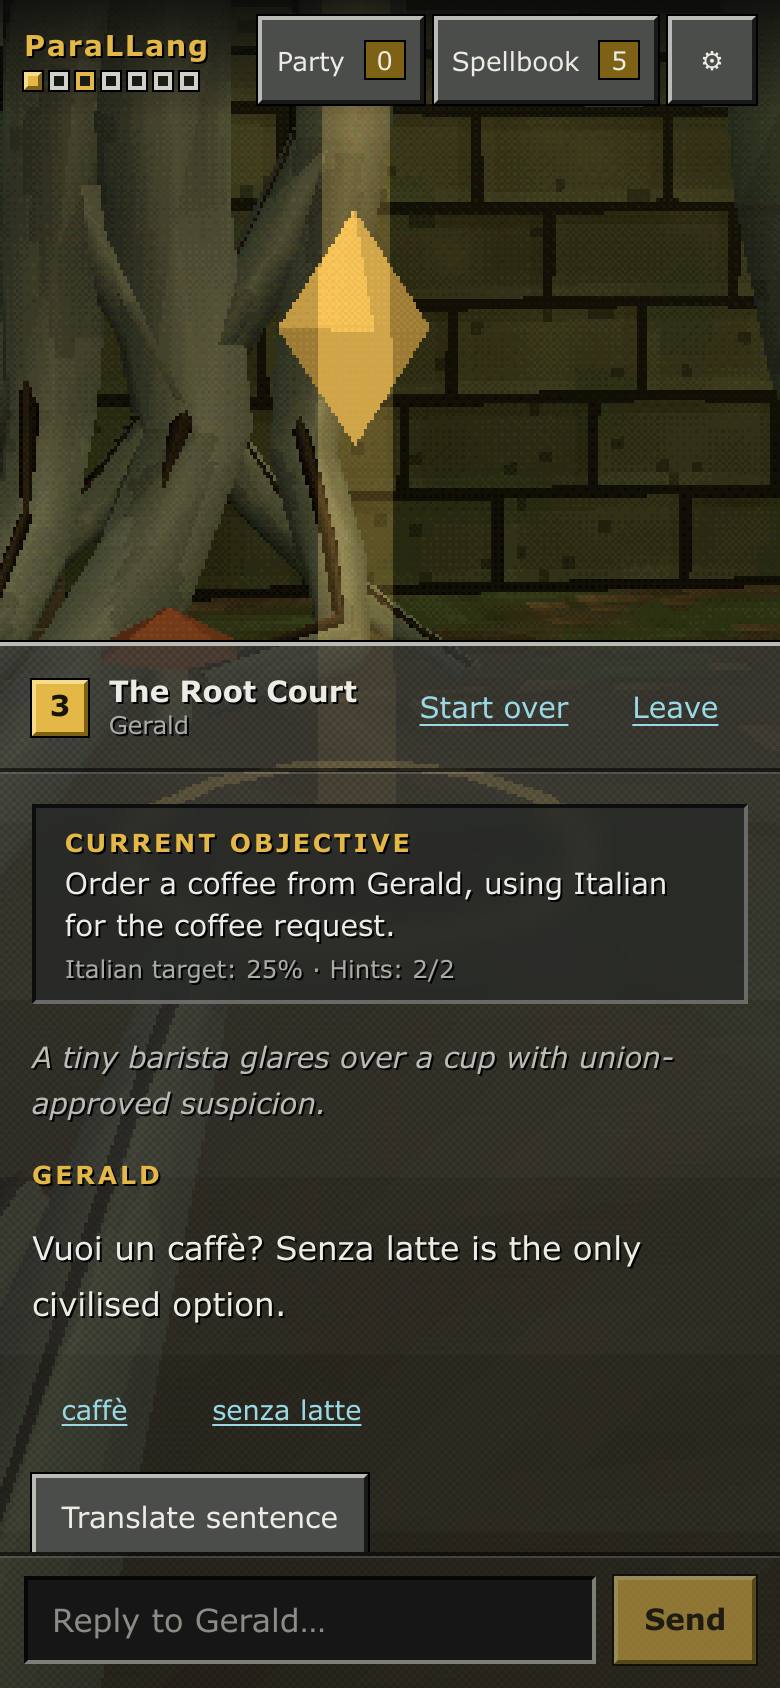 ParaLLang
Party 0
Spellbook 5
⚙
3
The Root Court
Gerald
Start over
Leave
CURRENT OBJECTIVE
Order a coffee from Gerald, using Italian
for the coffee request.
Italian target: 25% · Hints: 2/2
A tiny barista glares over a cup with union-
approved suspicion.
GERALD
Vuoi un caffè? Senza latte is the only
civilised option.
caffè
senza latte
Translate sentence
Reply to Gerald...
Send